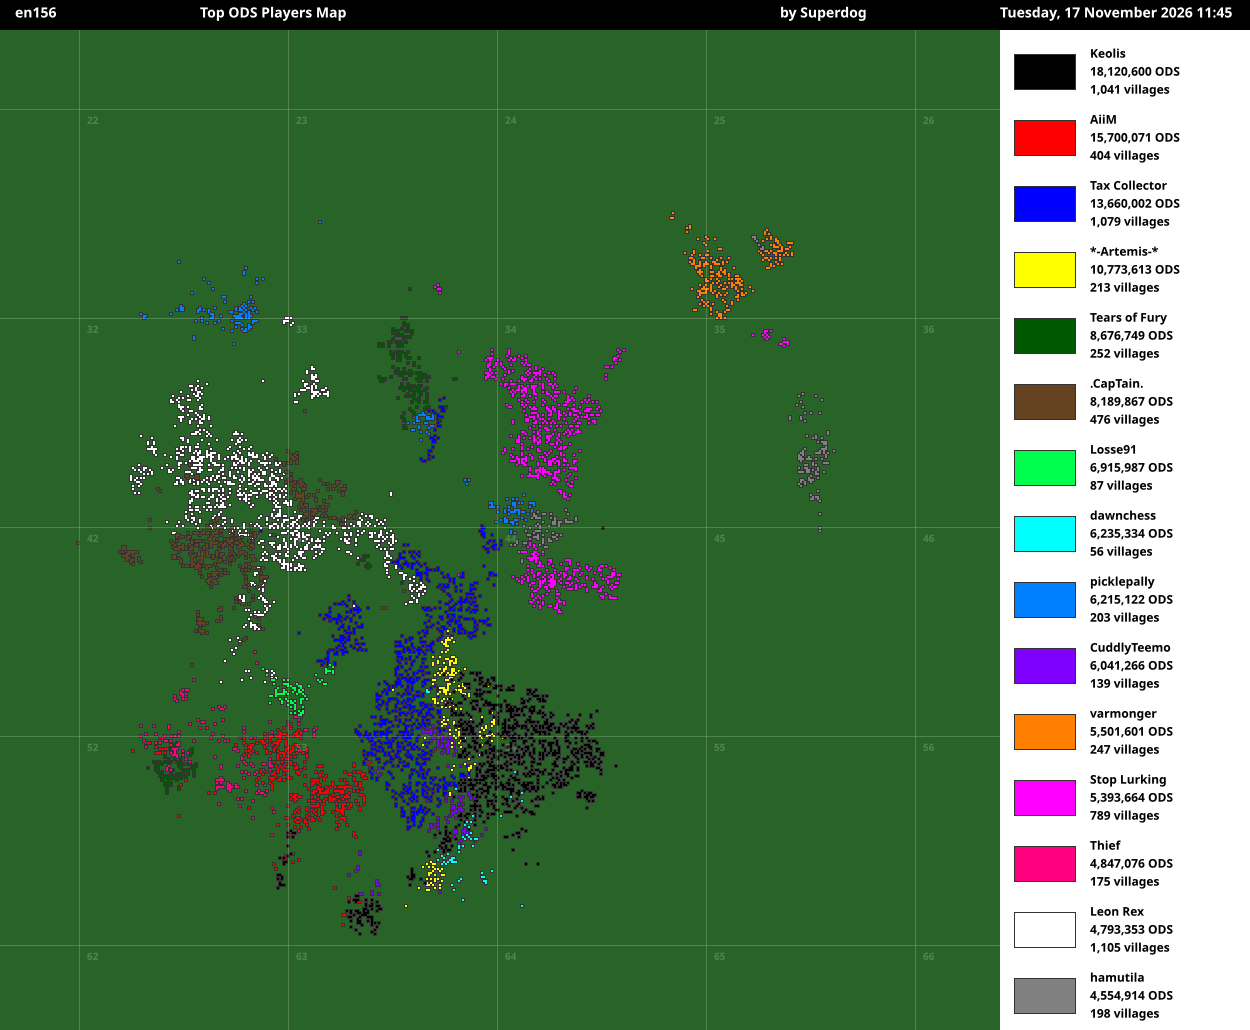 en156
Top ODS Players Map
by Superdog
Tuesday, 17 November 2026 11:45
22
23
24
25
26
32
33
34
35
36
42
44
45
46
52
53
55
56
62
63
64
65
66
Keolis
18,120,600 ODS
1,041 villages
AiiM
15,700,071 ODS
404 villages
Tax Collector
13,660,002 ODS
1,079 villages
*-Artemis-*
10,773,613 ODS
213 villages
Tears of Fury
8,676,749 ODS
252 villages
.CapTain.
8,189,867 ODS
476 villages
Losse91
6,915,987 ODS
87 villages
dawnchess
6,235,334 ODS
56 villages
picklepally
6,215,122 ODS
203 villages
CuddlyTeemo
6,041,266 ODS
139 villages
varmonger
5,501,601 ODS
247 villages
Stop Lurking
5,393,664 ODS
789 villages
Thief
4,847,076 ODS
175 villages
Leon Rex
4,793,353 ODS
1,105 villages
hamutila
4,554,914 ODS
198 villages